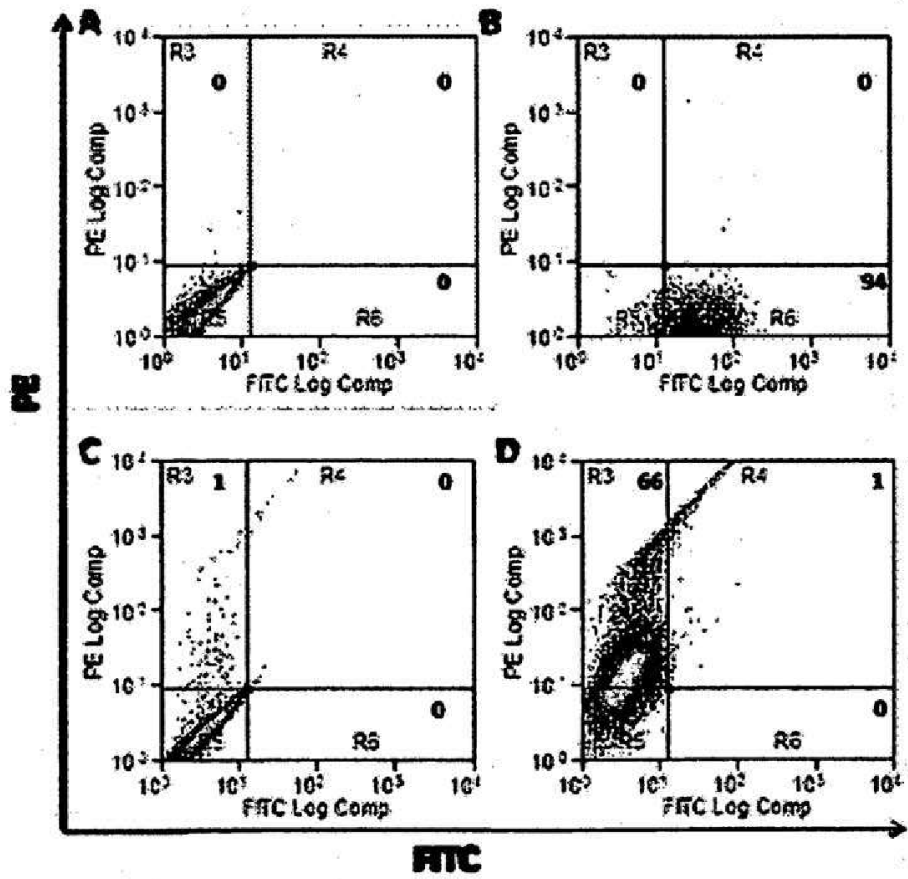 A
B
10⁴
R3
R4
0
0
10³
10²
10¹
10⁰
0
R5
R6
PE Log Comp
10⁰ 10¹ 10² 10³ 10⁴
FITC Log Comp
10⁴
R3
R4
0
0
10³
10²
10¹
10⁰
94
R6
PE Log Comp
10⁰ 10¹ 10² 10³ 10⁴
FITC Log Comp
PE
C
D
10⁴
R3
1
R4
0
10³
10²
10¹
10⁰
0
R6
PE Log Comp
10⁰ 10¹ 10² 10³ 10⁴
FITC Log Comp
10⁴
R3
66
R4
1
10³
10²
10¹
10⁰
0
R6
PE Log Comp
10⁰ 10¹ 10² 10³ 10⁴
FITC Log Comp
FITC